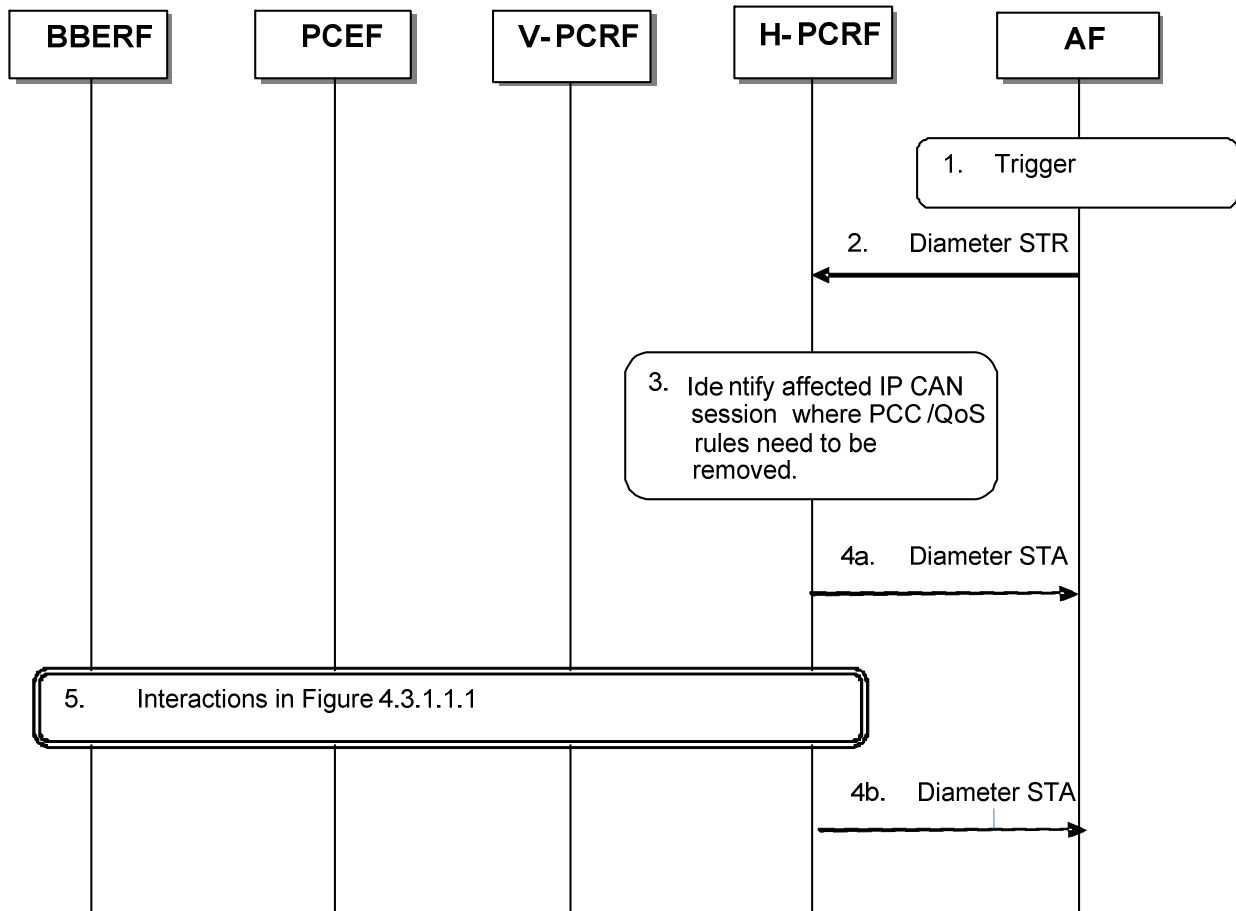 BBERF
PCEF
V-PCRF
H-PCRF
AF
1. Trigger
2. Diameter STR
3. Ide ntify affected IP CAN
session where PCC /QoS
rules need to be
removed.
4a. Diameter STA
5. Interactions in Figure 4.3.1.1.1
4b. Diameter STA